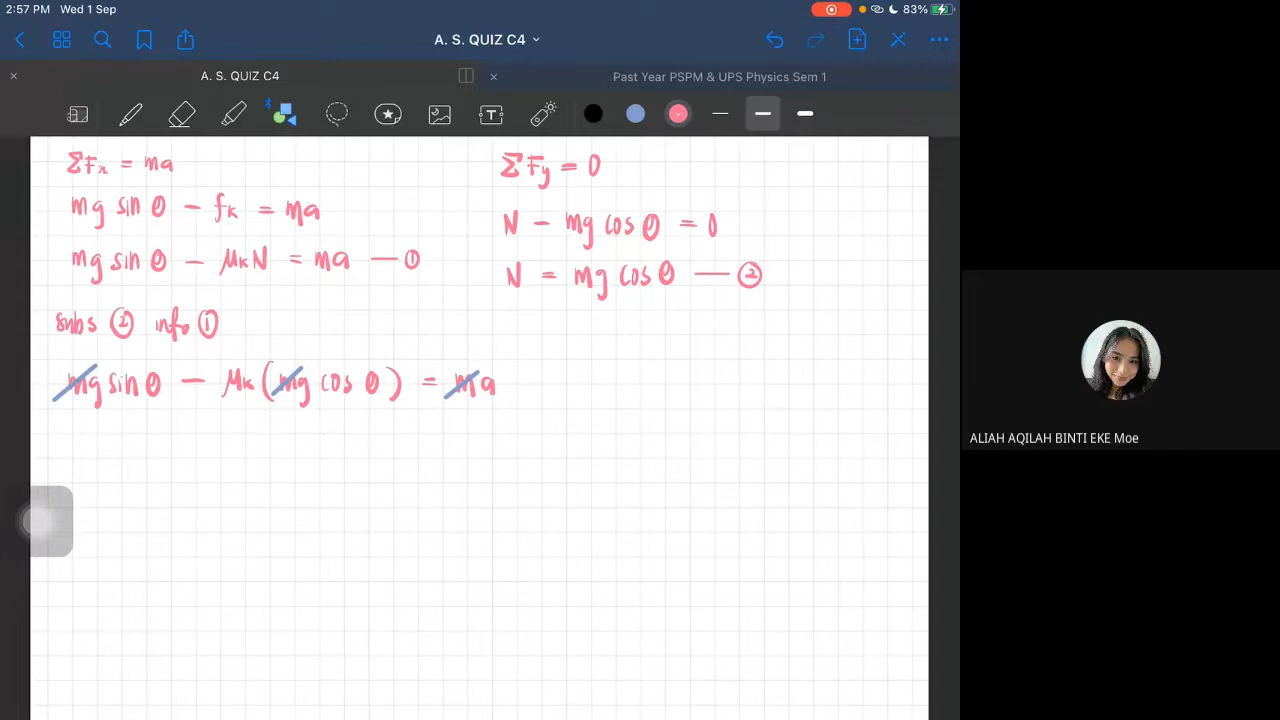 2:57 PM Wed 1 Sep
83%
A. S. QUIZ C4
A. S. QUIZ C4
Past Year PSPM & UPS Physics Sem 1
ΣFx = ma
mg sin θ − fk = ma
mg sin θ − μkN = ma — ①
subs ② into ①
mg sin θ − μk (mg cos θ) = ma
ΣFy = 0
N − mg cos θ = 0
N = mg cos θ — ②
ALIAH AQILAH BINTI EKE Moe